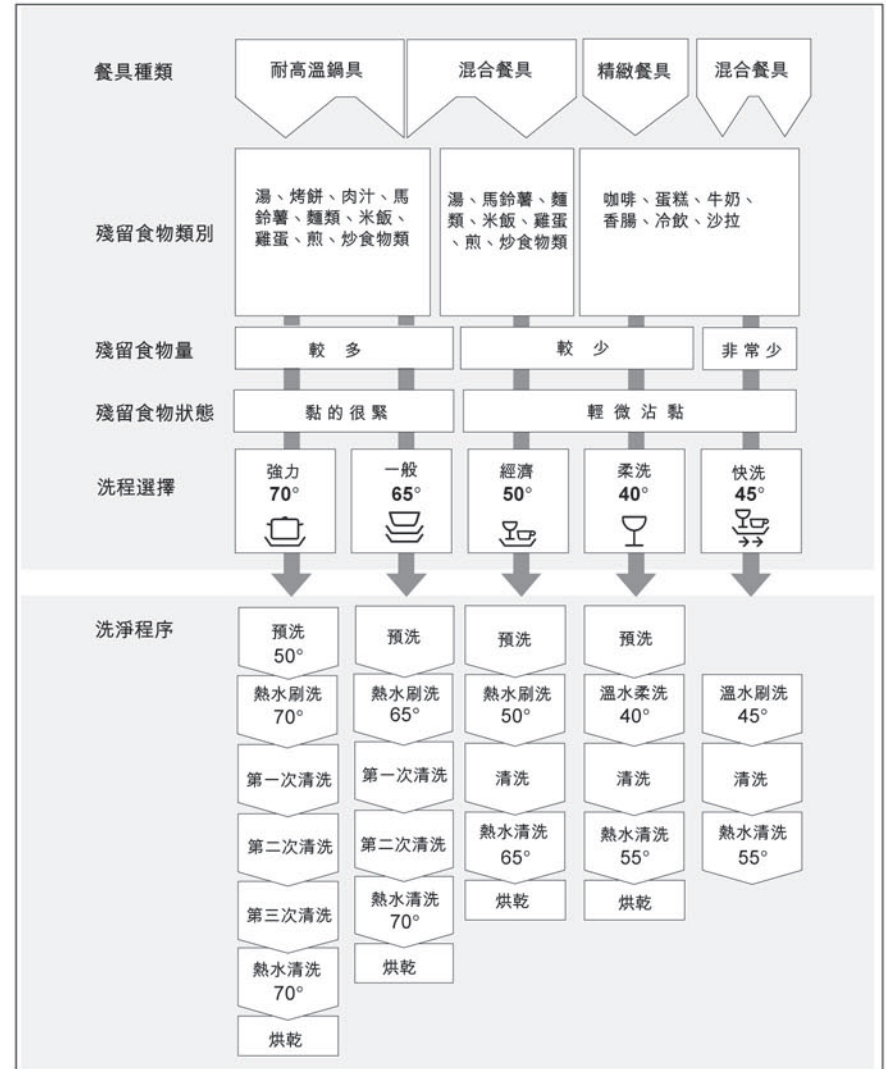 餐具種類
耐高溫鍋具
混合餐具
精緻餐具
混合餐具
殘留食物類別
湯、烤餅、肉汁、馬
鈴薯、麵類、米飯、
雞蛋、煎、炒食物類
湯、馬鈴薯、麵
類、米飯、雞蛋
、煎、炒食物類
咖啡、蛋糕、牛奶、
香腸、冷飲、沙拉
殘留食物量
較 多
較 少
非常少
殘留食物狀態
黏的很緊
輕微沾黏
洗程選擇
強力
70°
一般
65°
經濟
50°
柔洗
40°
快洗
45°
洗淨程序
預洗
50°
熱水刷洗
70°
第一次清洗
第二次清洗
第三次清洗
熱水清洗
70°
烘乾
預洗
熱水刷洗
65°
第一次清洗
第二次清洗
熱水清洗
70°
烘乾
預洗
熱水刷洗
50°
清洗
熱水清洗
65°
烘乾
預洗
溫水柔洗
40°
清洗
熱水清洗
55°
烘乾
溫水刷洗
45°
清洗
熱水清洗
55°